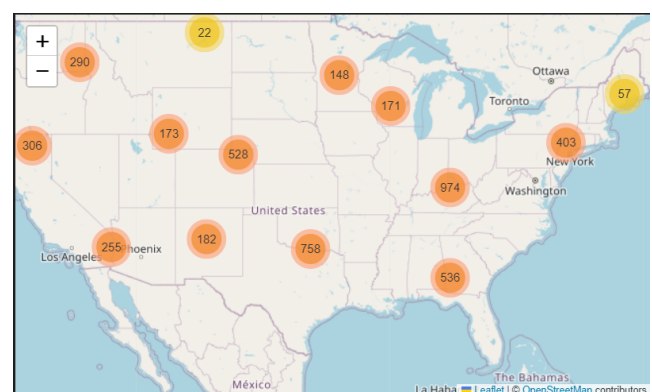 +
−
22
290
148
Ottawa
57
171
Toronto
306
173
403
528
New York
974
Washington
United States
182
255
hoenix
758
Los Angeles
536
México
The Bahamas
La Haba
Leaflet | © OpenStreetMap contributors